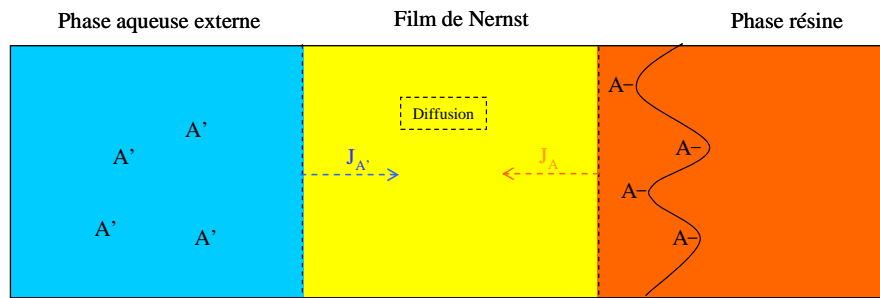 Phase aqueuse externe
Film de Nernst
Phase résine
A–
A'
Diffusion
A'
A–
J_A'
J_A
A–
A'
A'
A–